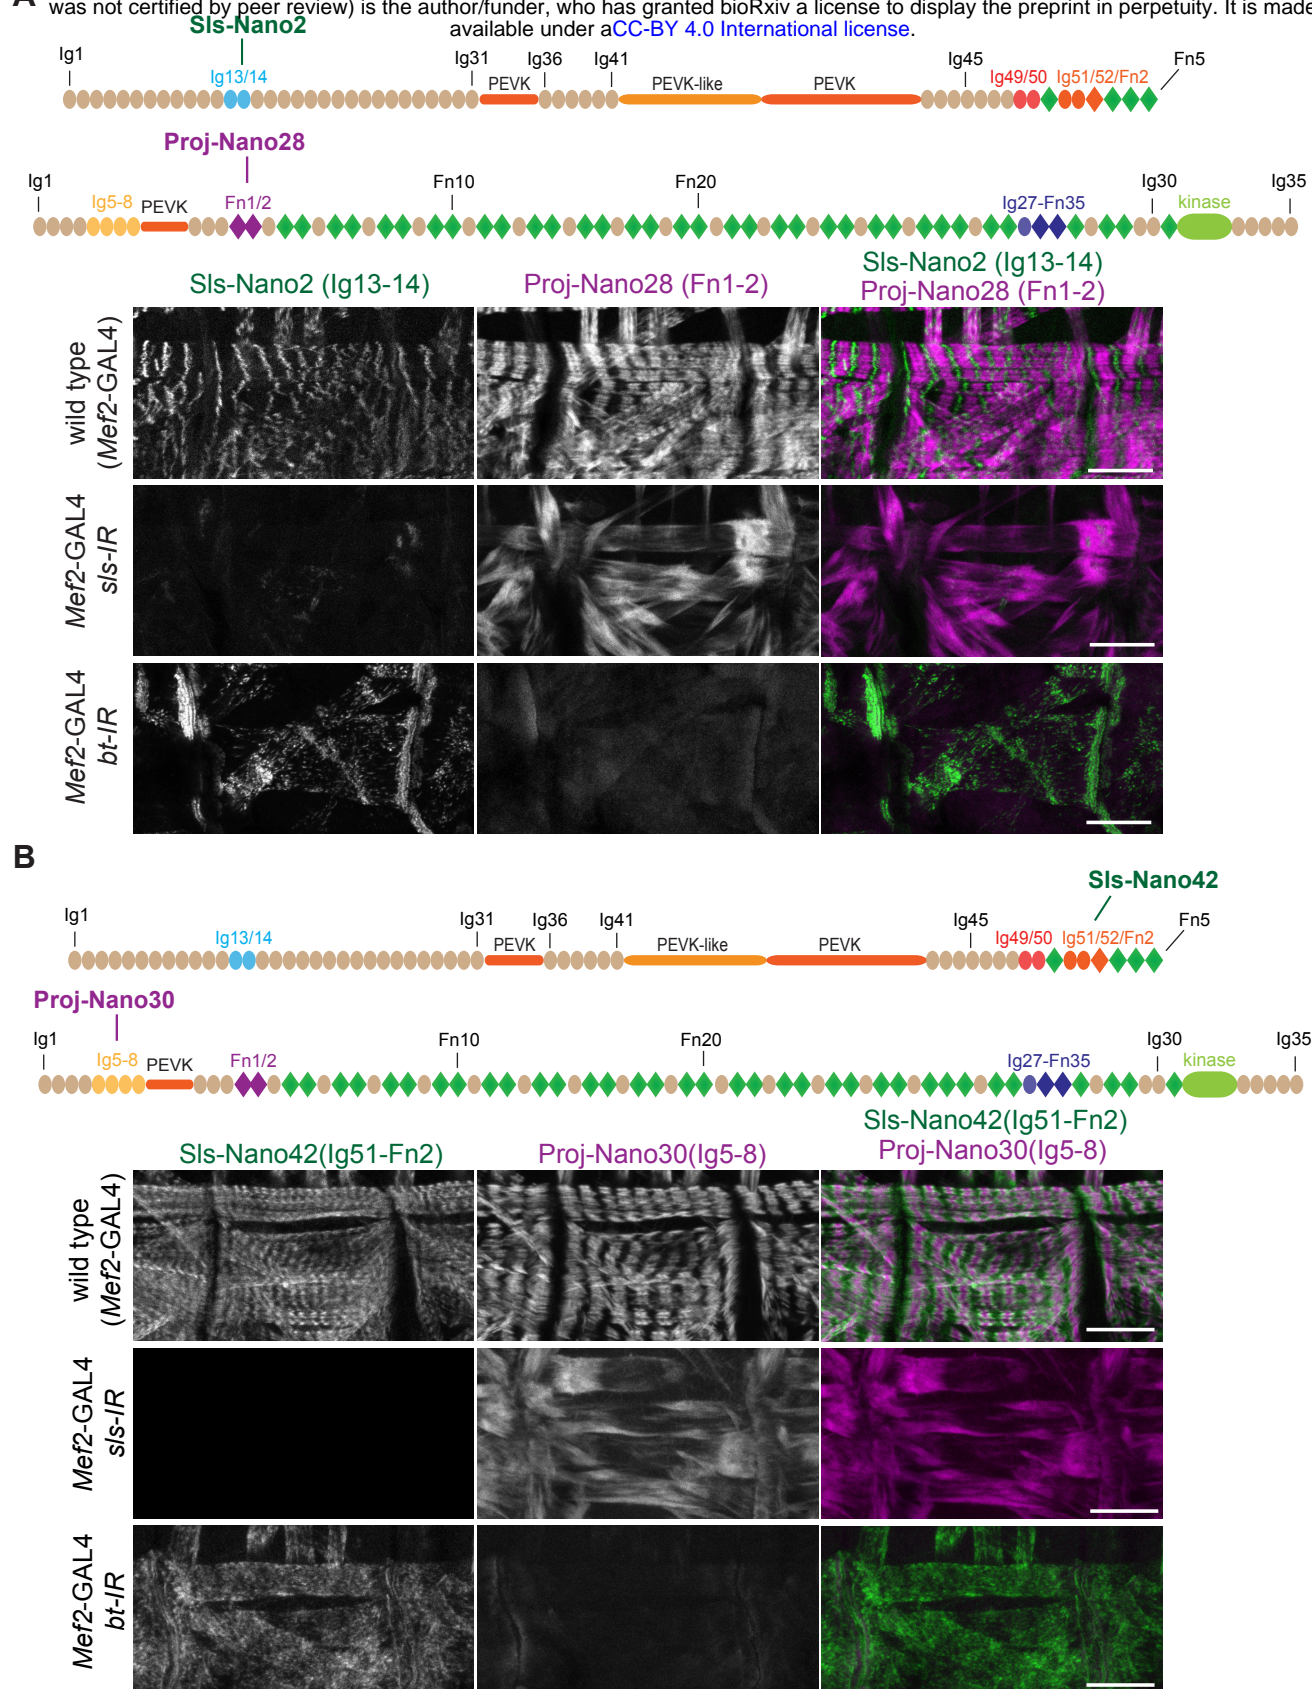 A
was not certified by peer review) is the author/funder, who has granted bioRxiv a license to display the preprint in perpetuity. It is made
available under aCC-BY 4.0 International license.
Sls-Nano2
Ig1 Ig13/14 Ig31 PEVK Ig36 Ig41 PEVK-like PEVK Ig45 Ig49/50 Ig51/52/Fn2 Fn5
Proj-Nano28
Ig1 Ig5-8 PEVK Fn1/2 Fn10 Fn20 Ig27-Fn35 Ig30 kinase Ig35
Sls-Nano2 (Ig13-14) Proj-Nano28 (Fn1-2) Sls-Nano2 (Ig13-14)
Proj-Nano28 (Fn1-2)
wild type
(Mef2-GAL4)
Mef2-GAL4
sls-IR
Mef2-GAL4
bt-IR
B
Sls-Nano42
Ig1 Ig13/14 Ig31 PEVK Ig36 Ig41 PEVK-like PEVK Ig45 Ig49/50 Ig51/52/Fn2 Fn5
Proj-Nano30
Ig1 Ig5-8 PEVK Fn1/2 Fn10 Fn20 Ig27-Fn35 Ig30 kinase Ig35
Sls-Nano42(Ig51-Fn2) Proj-Nano30(Ig5-8) Sls-Nano42(Ig51-Fn2)
Proj-Nano30(Ig5-8)
wild type
(Mef2-GAL4)
Mef2-GAL4
sls-IR
Mef2-GAL4
bt-IR